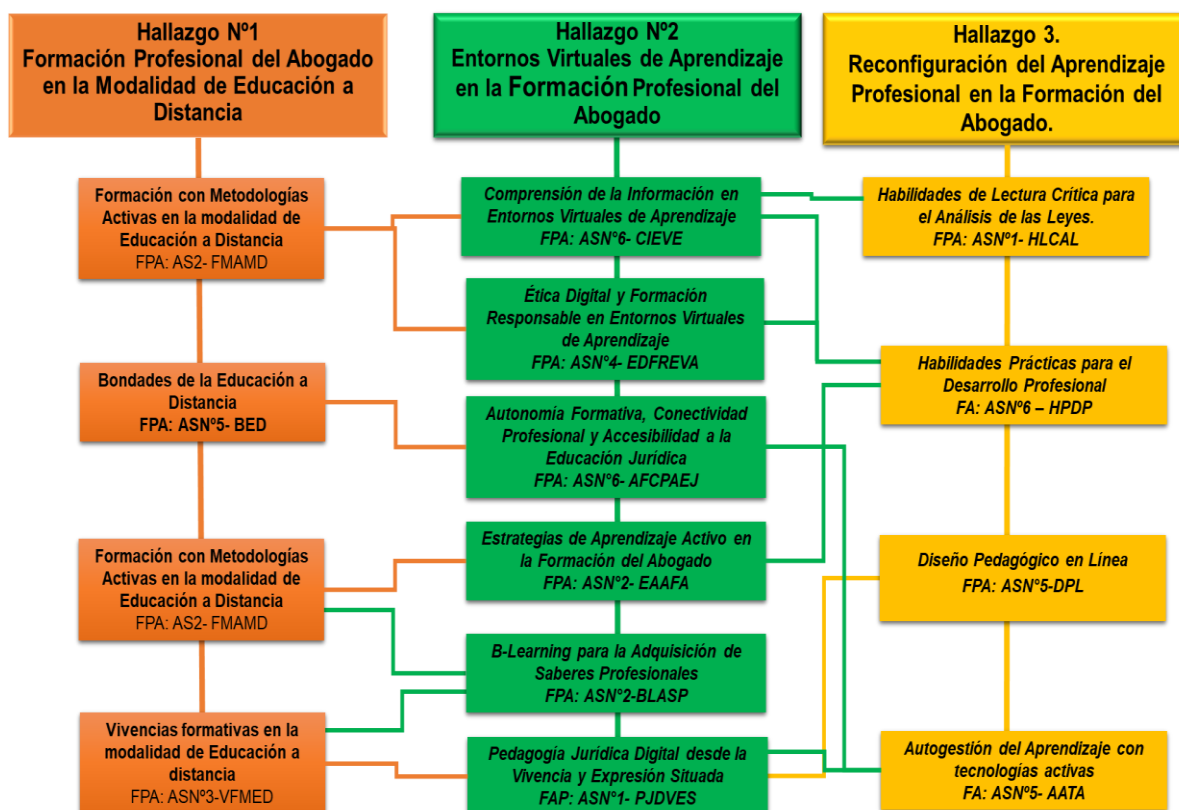 Hallazgo Nº1
Formación Profesional del Abogado
en la Modalidad de Educación a
Distancia
Formación con Metodologías
Activas en la modalidad de
Educación a Distancia
FPA: AS2- FMAMD
Bondades de la Educación a
Distancia
FPA: ASNº5- BED
Formación con Metodologías
Activas en la modalidad de
Educación a Distancia
FPA: AS2- FMAMD
Vivencias formativas en la
modalidad de Educación a
distancia
FPA: ASNº3-VFMED
Hallazgo Nº2
Entornos Virtuales de Aprendizaje
en la Formación Profesional del
Abogado
Comprensión de la Información en
Entornos Virtuales de Aprendizaje
FPA: ASN°6- CIEVE
Ética Digital y Formación
Responsable en Entornos Virtuales
de Aprendizaje
FPA: ASN°4- EDFREVA
Autonomía Formativa, Conectividad
Profesional y Accesibilidad a la
Educación Jurídica
FPA: ASN°6- AFCPAEJ
Estrategias de Aprendizaje Activo en
la Formación del Abogado
FPA: ASN°2- EAAFA
B-Learning para la Adquisición de
Saberes Profesionales
FPA: ASN°2-BLASP
Pedagogía Jurídica Digital desde la
Vivencia y Expresión Situada
FAP: ASN°1- PJDVES
Hallazgo 3.
Reconfiguración del Aprendizaje
Profesional en la Formación del
Abogado.
Habilidades de Lectura Crítica para
el Análisis de las Leyes.
FPA: ASNº1- HLCAL
Habilidades Prácticas para el
Desarrollo Profesional
FA: ASNº6 – HPDP
Diseño Pedagógico en Línea
FPA: ASNº5-DPL
Autogestión del Aprendizaje con
tecnologías activas
FA: ASNº5- AATA